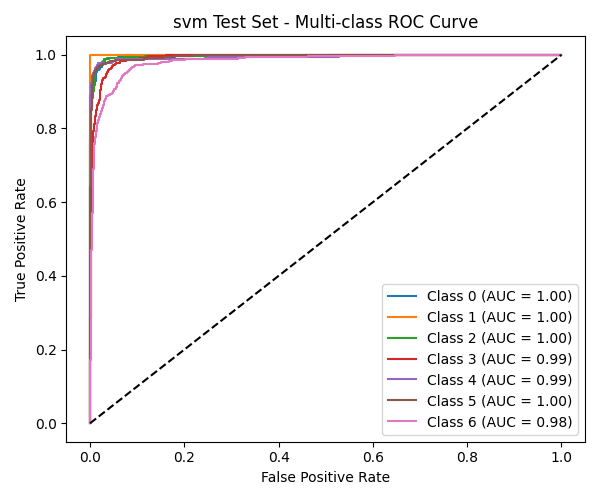 svm Test Set - Multi-class ROC Curve
True Positive Rate
1.0
0.8
0.6
0.4
0.2
0.0
Class 0 (AUC = 1.00)
Class 1 (AUC = 1.00)
Class 2 (AUC = 1.00)
Class 3 (AUC = 0.99)
Class 4 (AUC = 0.99)
Class 5 (AUC = 1.00)
Class 6 (AUC = 0.98)
0.0 0.2 0.4 0.6 0.8 1.0
False Positive Rate